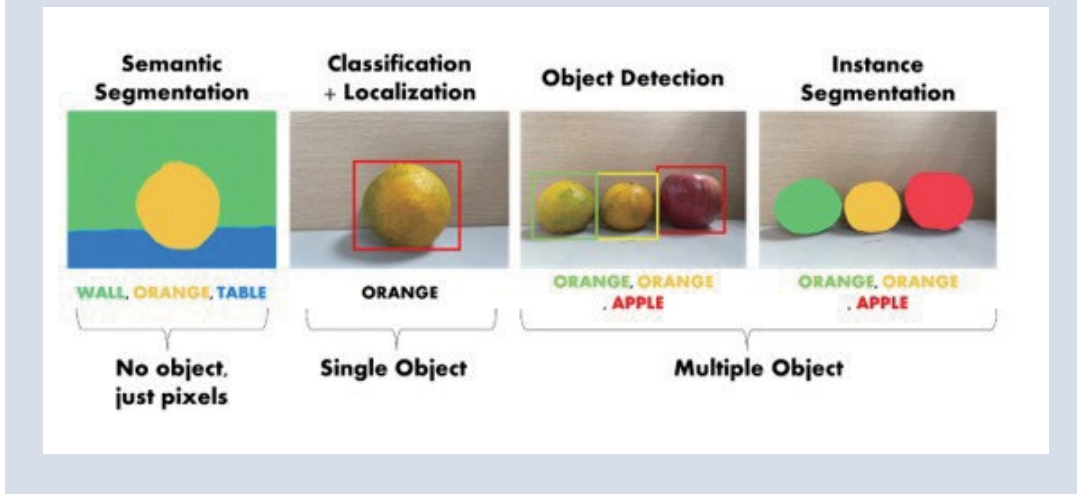 Semantic
Segmentation
Classification
+ Localization
Object Detection
Instance
Segmentation
WALL, ORANGE, TABLE
ORANGE
ORANGE, ORANGE
, APPLE
ORANGE, ORANGE
, APPLE
No object,
just pixels
Single Object
Multiple Object